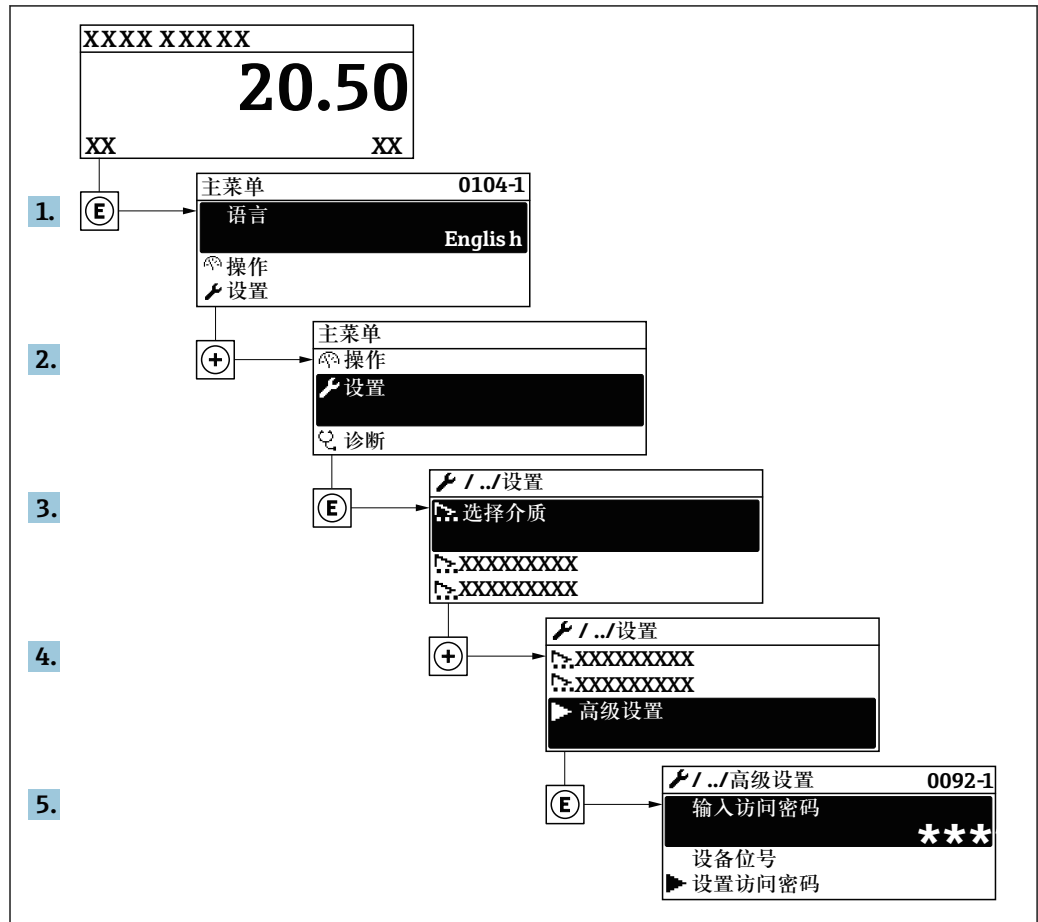 XXXX XXXXX
20.50
XX XX
1. E 主菜单 0104-1
语言
English
操作
设置
2. + 主菜单
操作
设置
诊断
3. E / ../设置
选择介质
XXXXXXXXX
XXXXXXXXX
4. + / ../设置
XXXXXXXXX
XXXXXXXXX
高级设置
5. E / ../高级设置 0092-1
输入访问密码
***
设备位号
设置访问密码